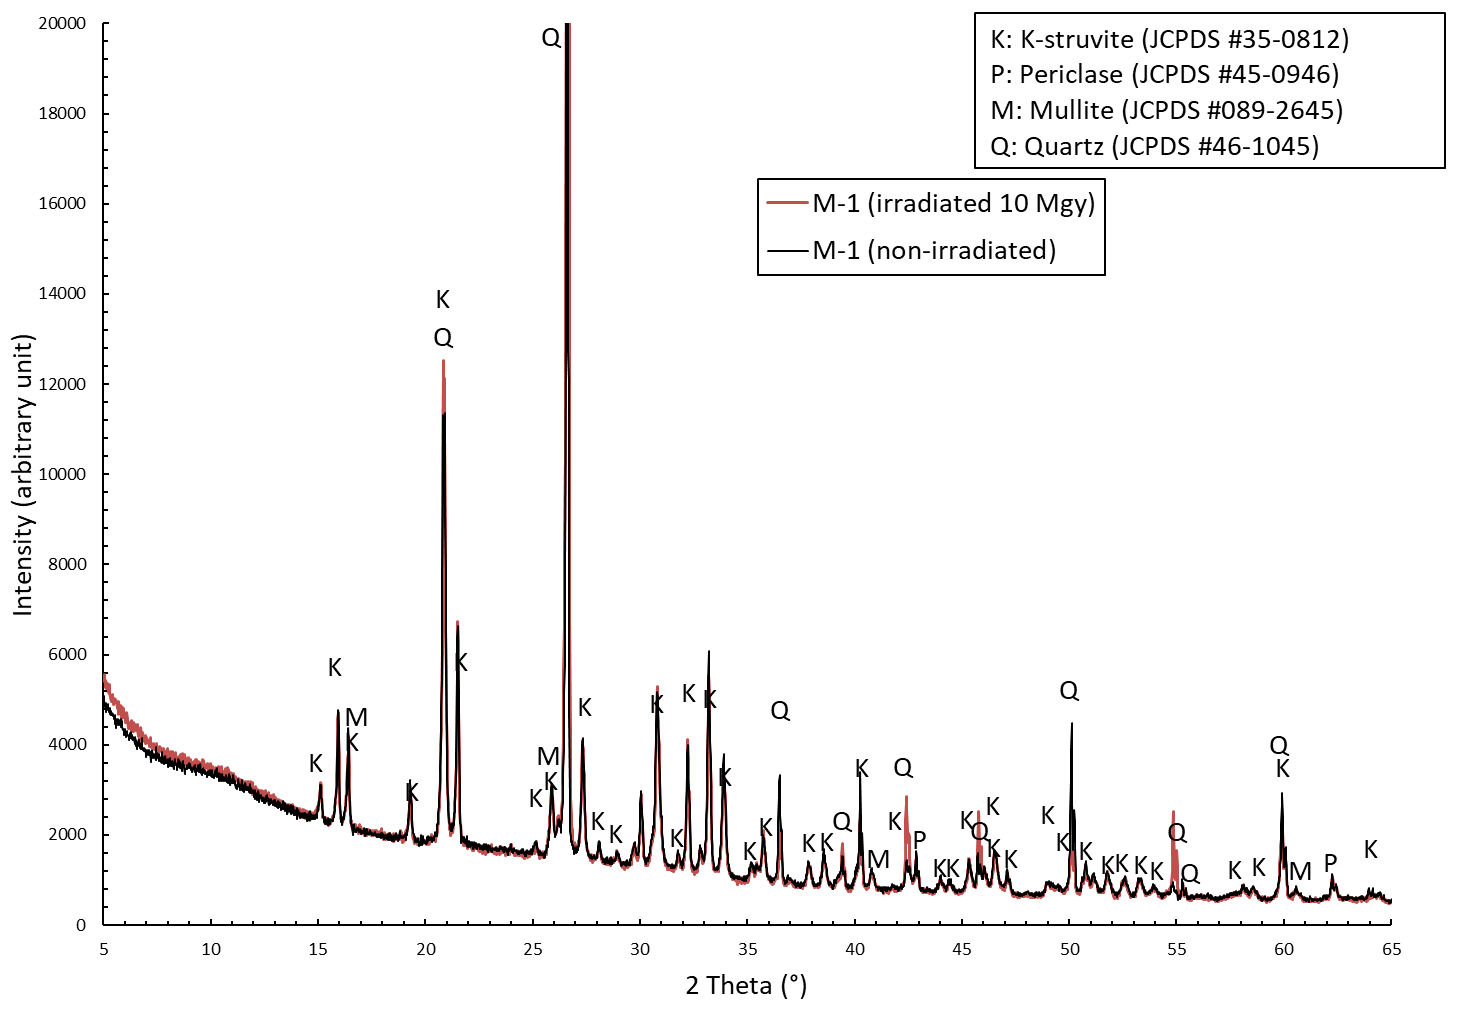 20000
18000
16000
14000
12000
10000
8000
6000
4000
2000
0
Intensity (arbitrary unit)
K: K-struvite (JCPDS #35-0812)
P: Periclase (JCPDS #45-0946)
M: Mullite (JCPDS #089-2645)
Q: Quartz (JCPDS #46-1045)
M-1 (irradiated 10 Mgy)
M-1 (non-irradiated)
K
K
M
K
K
K
Q
K
K
M
K
Q
K
K
K
K
K
K
K
K
K
K
Q
K
K
Q
K
M
K
Q
P
K
K
K
Q
K
K
K
K
K
Q
K
K
K
K
K
Q
Q
K
K
Q
K
M
P
K
5
10
15
20
25
30
35
40
45
50
55
60
65
2 Theta (°)